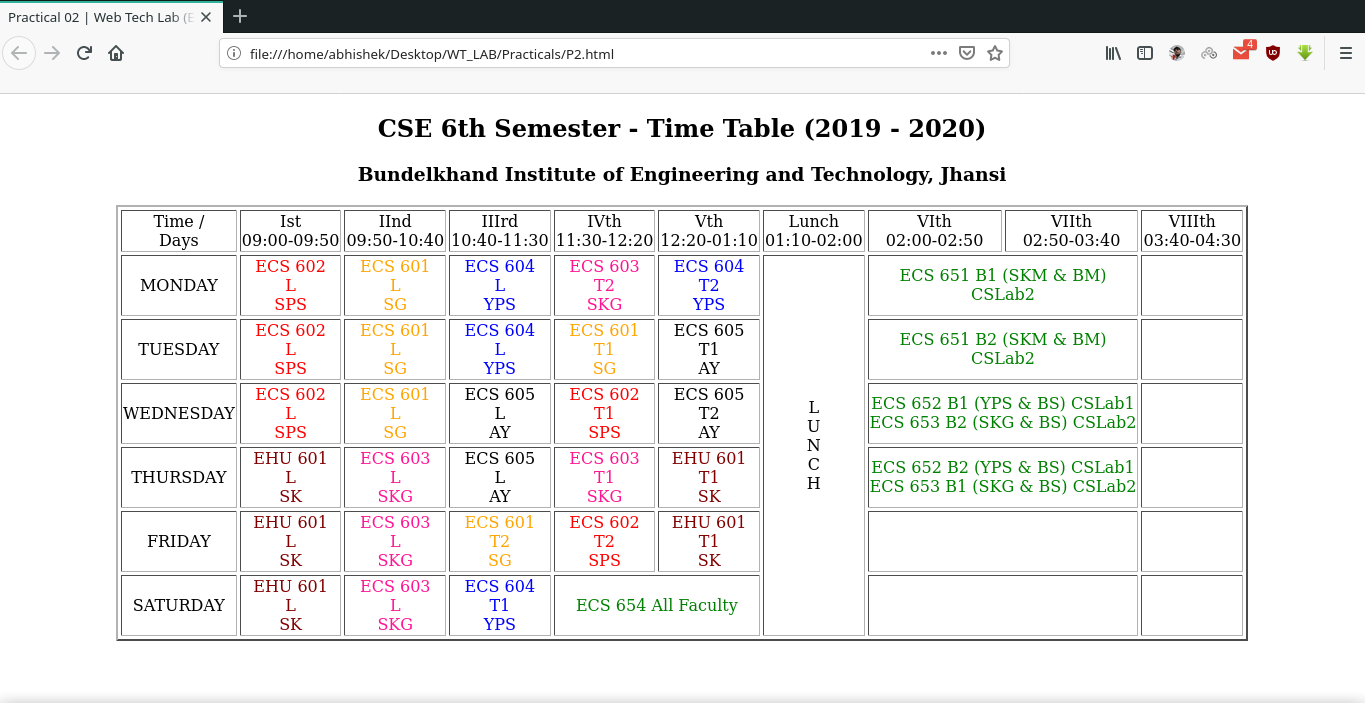 Practical 02 | Web Tech Lab (E
file:///home/abhishek/Desktop/WT_LAB/Practicals/P2.html
4
CSE 6th Semester - Time Table (2019 - 2020)
Bundelkhand Institute of Engineering and Technology, Jhansi
Time / Ist IInd IIIrd IVth Vth Lunch VIth VIIth VIIIth
Days 09:00-09:50 09:50-10:40 10:40-11:30 11:30-12:20 12:20-01:10 01:10-02:00 02:00-02:50 02:50-03:40 03:40-04:30
MONDAY
ECS 602
L
SPS
ECS 601
L
SG
ECS 604
L
YPS
ECS 603
T2
SKG
ECS 604
T2
YPS
L
U
N
C
H
ECS 651 B1 (SKM & BM)
CSLab2
TUESDAY
ECS 602
L
SPS
ECS 601
L
SG
ECS 604
L
YPS
ECS 601
T1
SG
ECS 605
T1
AY
ECS 651 B2 (SKM & BM)
CSLab2
WEDNESDAY
ECS 602
L
SPS
ECS 601
L
SG
ECS 605
L
AY
ECS 602
T1
SPS
ECS 605
T2
AY
ECS 652 B1 (YPS & BS) CSLab1
ECS 653 B2 (SKG & BS) CSLab2
THURSDAY
EHU 601
L
SK
ECS 603
L
SKG
ECS 605
L
AY
ECS 603
T1
SKG
EHU 601
T1
SK
ECS 652 B2 (YPS & BS) CSLab1
ECS 653 B1 (SKG & BS) CSLab2
FRIDAY
EHU 601
L
SK
ECS 603
L
SKG
ECS 601
T2
SG
ECS 602
T2
SPS
EHU 601
T1
SK
SATURDAY
EHU 601
L
SK
ECS 603
L
SKG
ECS 604
T1
YPS
ECS 654 All Faculty